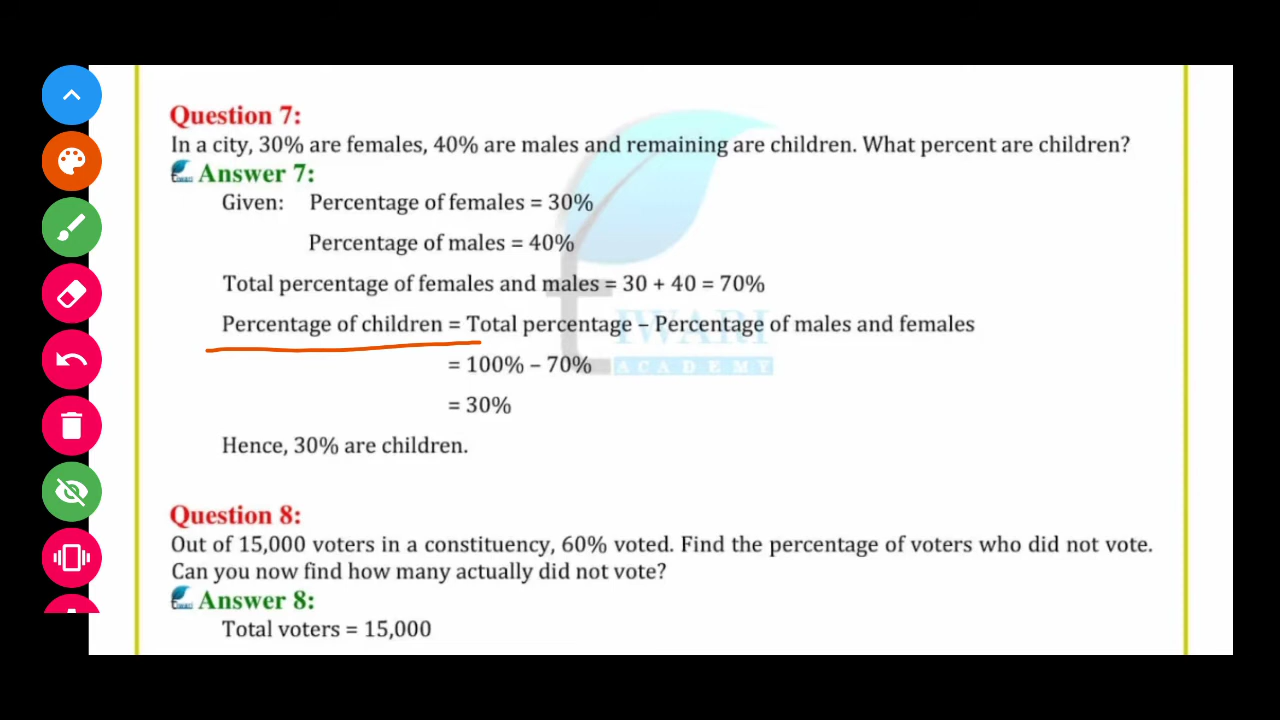 Question 7:
In a city, 30% are females, 40% are males and remaining are children. What percent are children?
Answer 7:
Given: Percentage of females = 30%
Percentage of males = 40%
Total percentage of females and males = 30 + 40 = 70%
Percentage of children = Total percentage – Percentage of males and females
= 100% – 70%
= 30%
Hence, 30% are children.
Question 8:
Out of 15,000 voters in a constituency, 60% voted. Find the percentage of voters who did not vote.
Can you now find how many actually did not vote?
Answer 8:
Total voters = 15,000
IWARI
ACADEMY